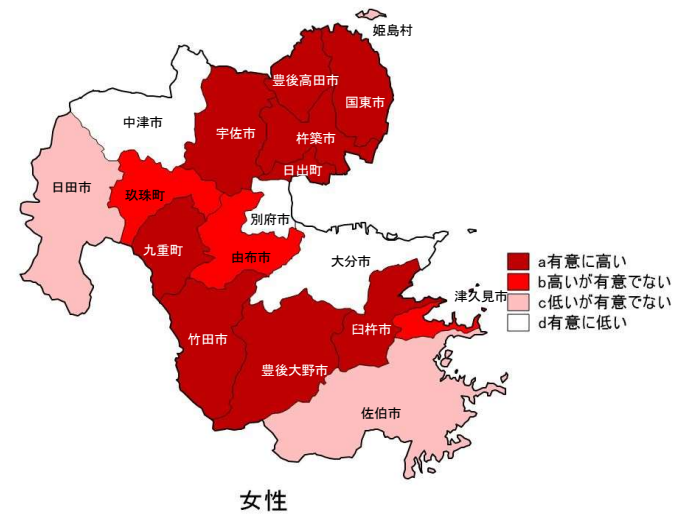 姫島村
豊後高田市
国東市
中津市
宇佐市
杵築市
日出町
日田市
玖珠町
別府市
九重町
由布市
大分市
a有意に高い
b高いが有意でない
c低いが有意でない
d有意に低い
津久見市
竹田市
臼杵市
豊後大野市
佐伯市
女性